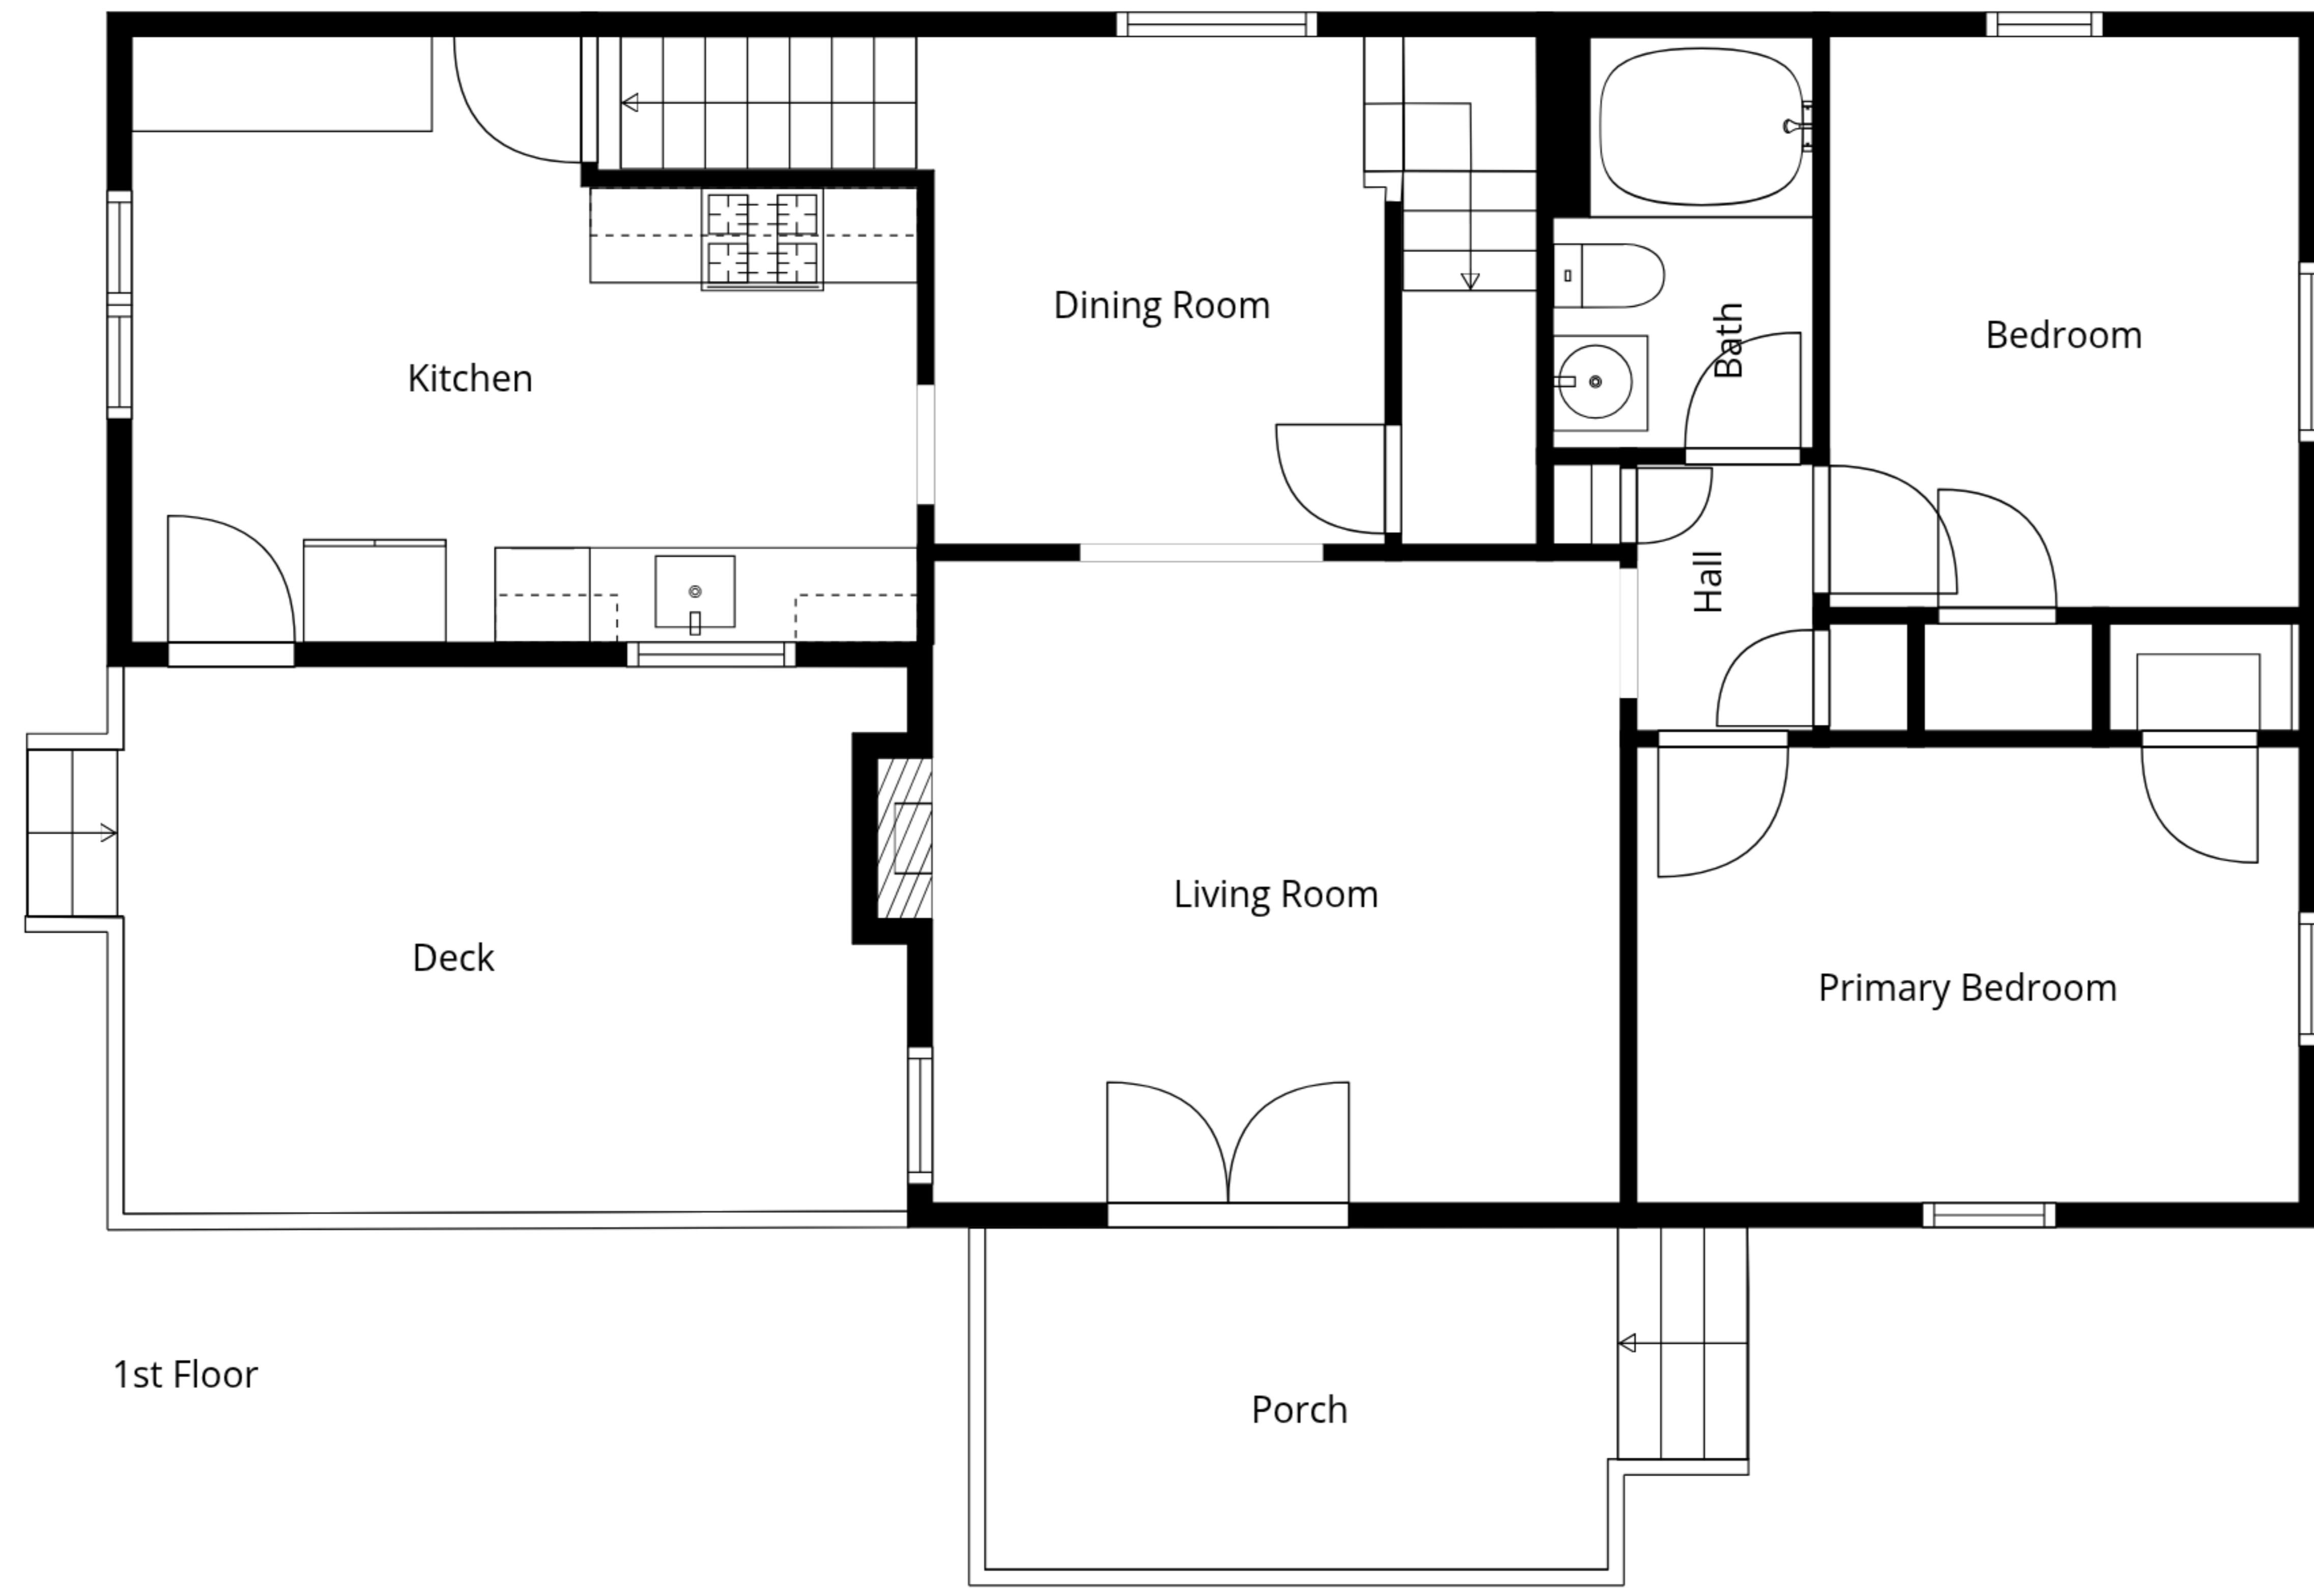 Dining Room
Bath
Bedroom
Kitchen
Hall
Living Room
Deck
Primary Bedroom
1st Floor
Porch